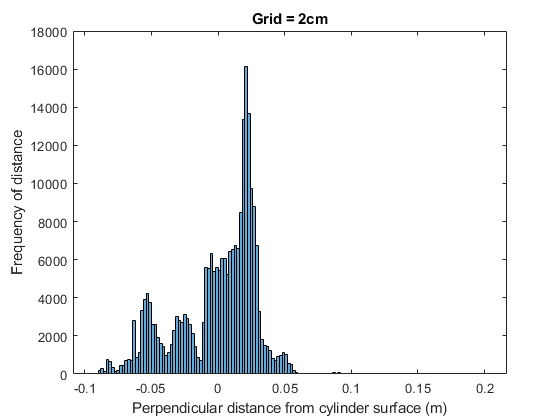 Grid = 2cm
18000
16000
14000
12000
10000
8000
6000
4000
2000
0
Frequency of distance
-0.1 -0.05 0 0.05 0.1 0.15 0.2
Perpendicular distance from cylinder surface (m)